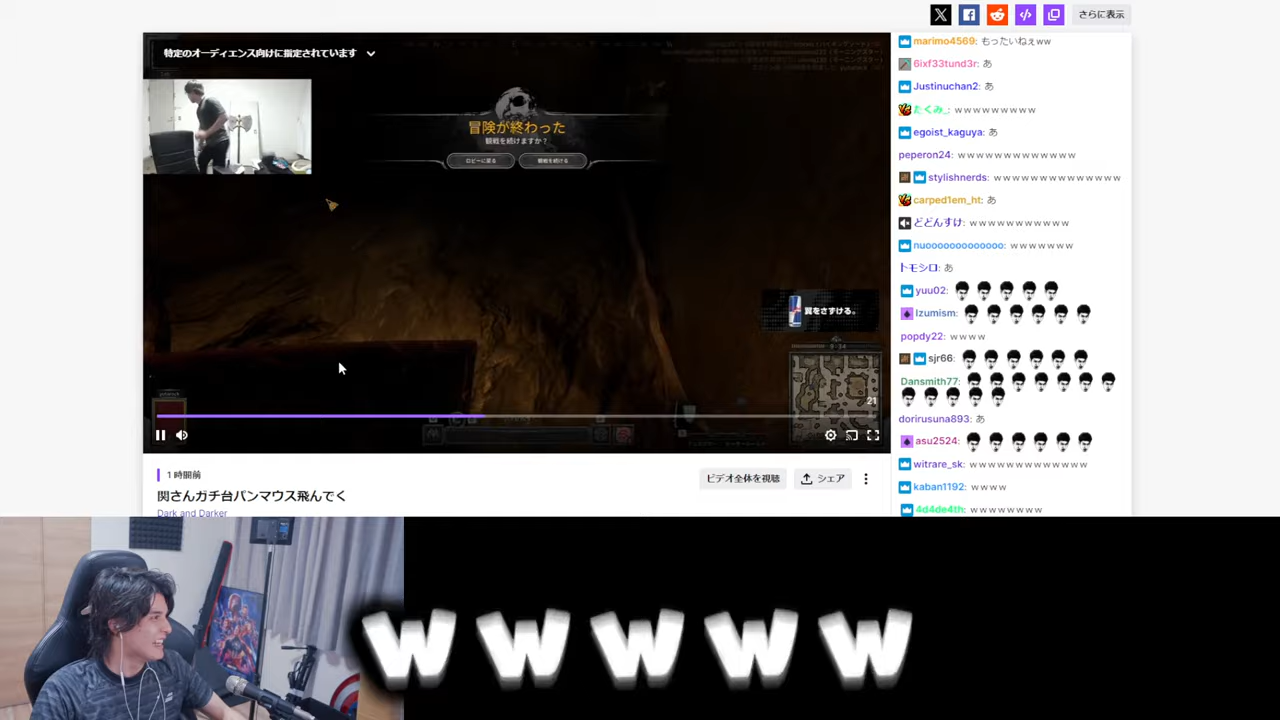 さらに表示
特定のオーディエンス向けに指定されています
冒険が終わった
観戦を続けますか？
ロビーに戻る
観戦を続ける
翼をさずける。
21
1 時間前
関さんガチ台パンマウス飛んでく
Dark and Darker
ビデオ全体を視聴
シェア
marimo4569: もったいねぇww
6ixf33tund3r: あ
Justinuchan2: あ
たくみ_: ｗｗｗｗｗｗｗｗｗ
egoist_kaguya: あ
peperon24: ｗｗｗｗｗｗｗｗｗｗｗｗｗ
stylishnerds: ｗｗｗｗｗｗｗｗｗｗｗｗｗｗ
carped1em_ht: あ
どどんすけ: ｗｗｗｗｗｗｗｗｗｗｗ
nuooooooooooooo: ｗｗｗｗｗｗｗ
トモシロ: あ
yuu02:
Izumism:
popdy22: ｗｗｗｗ
sjr66:
Dansmith77:
dorirusuna893: あ
asu2524:
witrare_sk: ｗｗｗｗｗｗｗｗｗｗｗｗｗ
kaban1192: ｗｗｗｗ
4d4de4th: ｗｗｗｗｗｗｗｗ
WWWWW